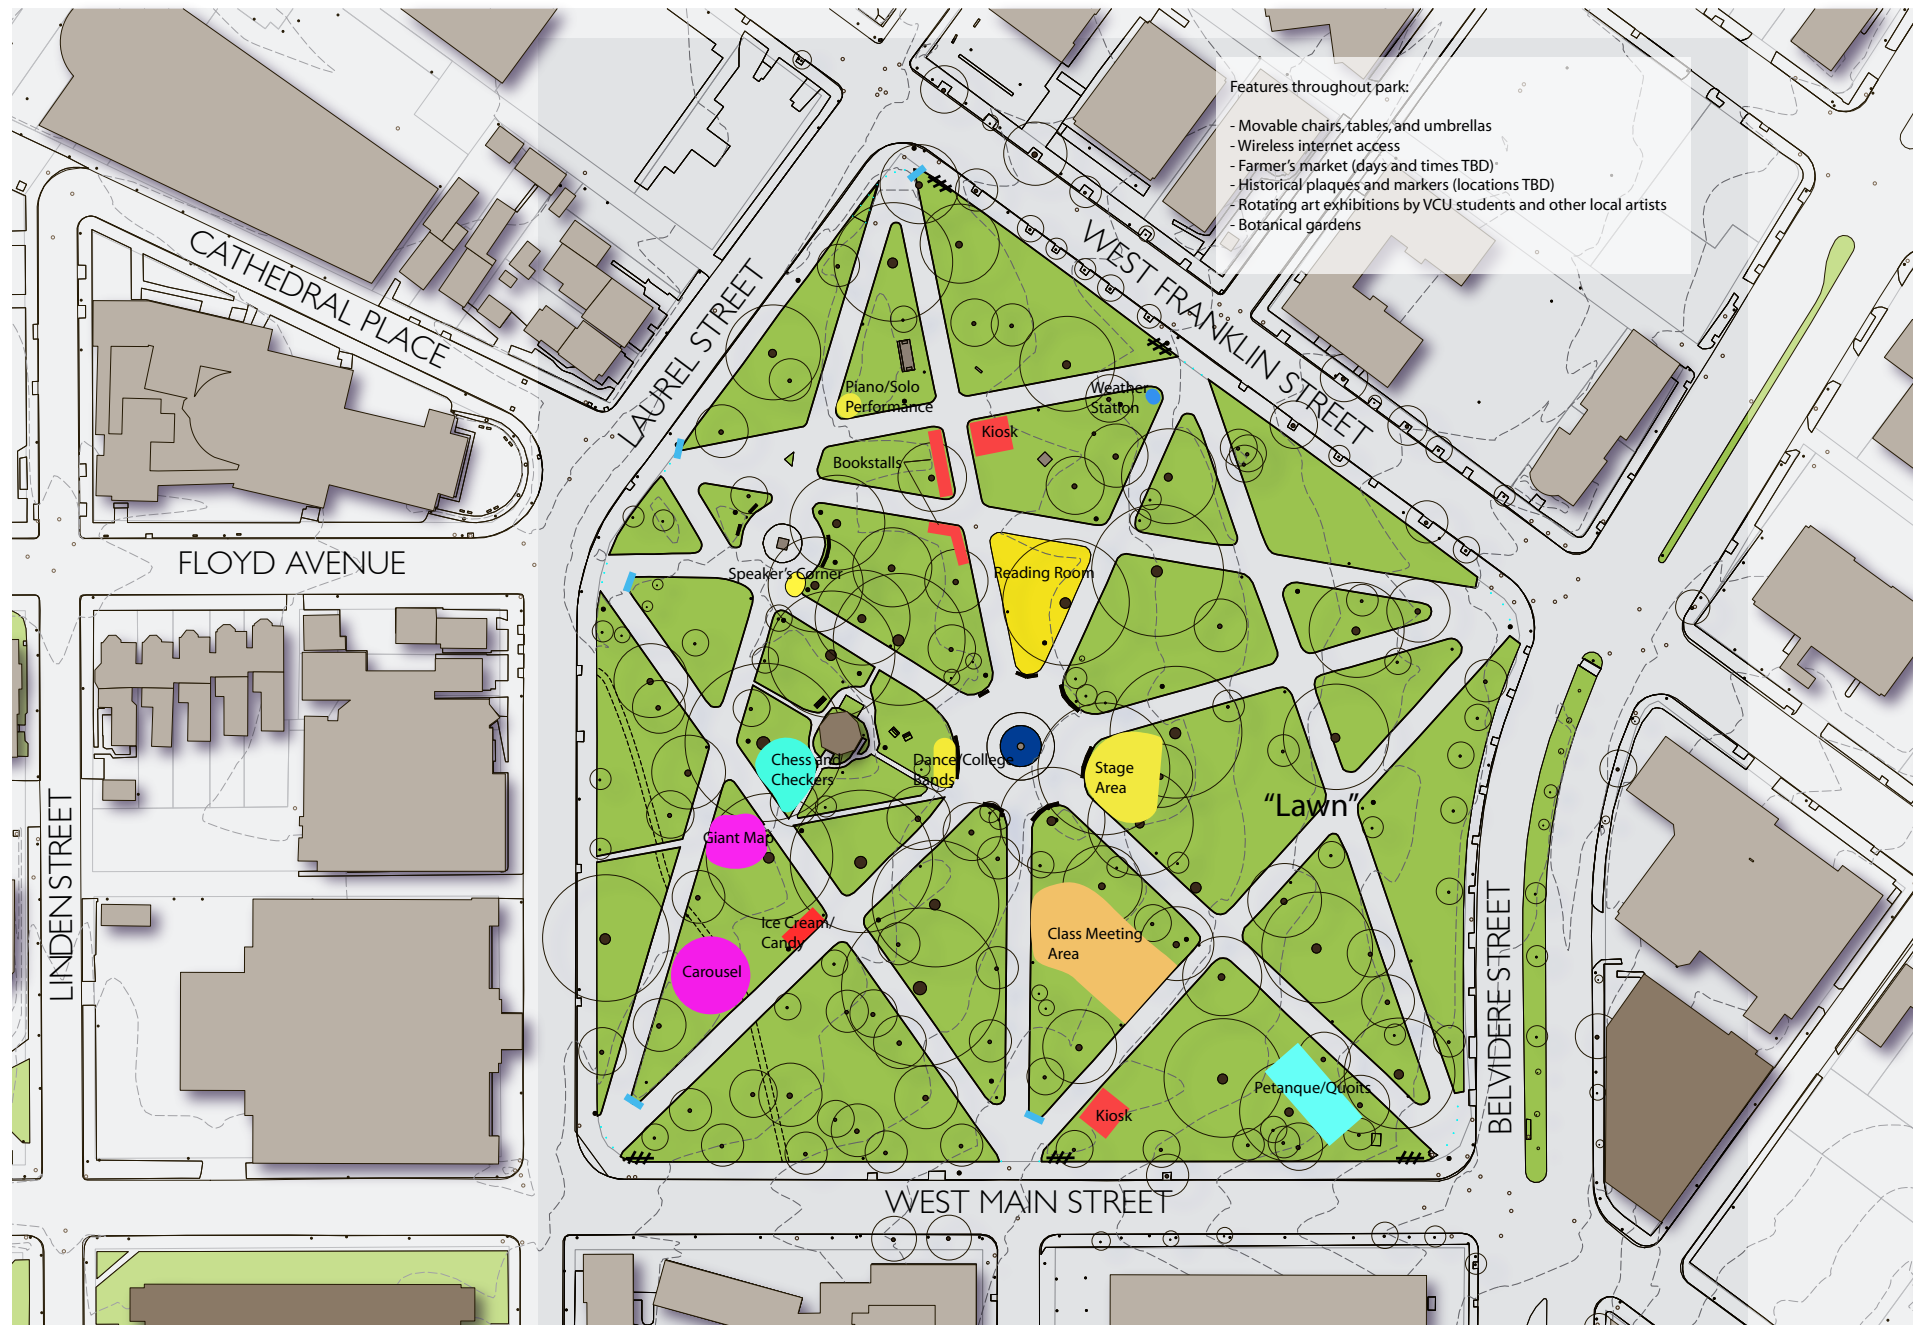 Features throughout park:
- Movable chairs, tables, and umbrellas
- Wireless internet access
- Farmer's market (days and times TBD)
- Historical plaques and markers (locations TBD)
- Rotating art exhibitions by VCU students and other local artists
- Botanical gardens
CATHEDRAL PLACE
LAUREL STREET
WEST FRANKLIN STREET
Piano/Solo
Performance
Weather
Station
Kiosk
Bookstalls
FLOYD AVENUE
Speaker's Corner
Reading Room
Chess and
Checkers
Dance/College
Bands
Stage
Area
"Lawn"
Giant Map
Ice Cream/
Candy
Class Meeting
Area
Carousel
LINDEN STREET
BELVIDERE STREET
Petanque/Quoits
Kiosk
WEST MAIN STREET